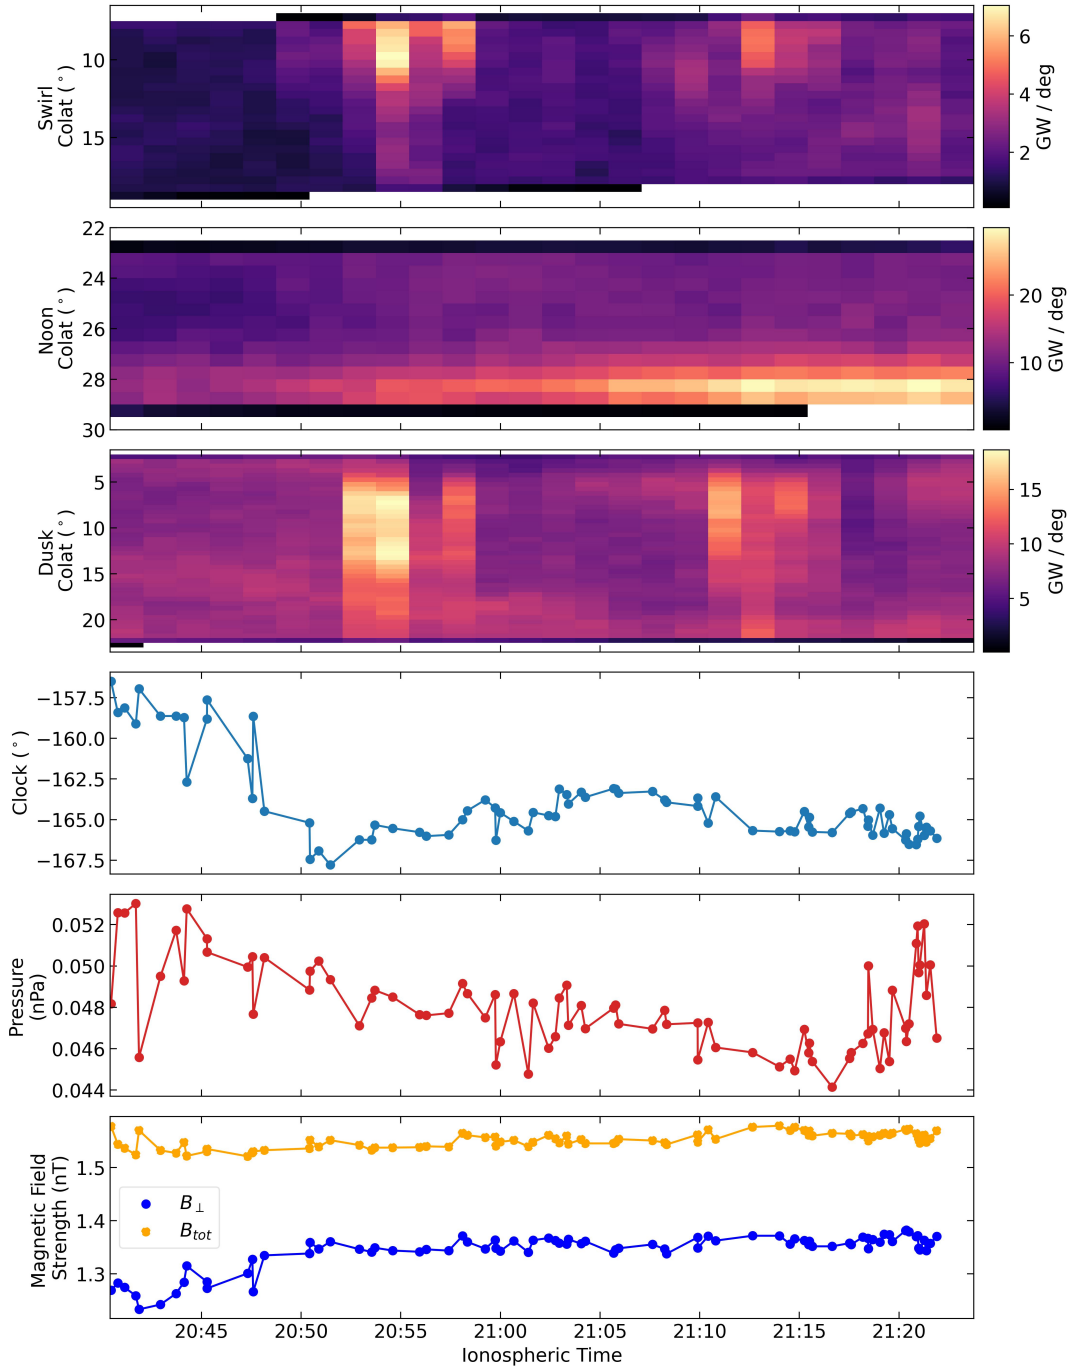 Swirl
Colat (°)
10
15
6
4
2
GW / deg
Noon
Colat (°)
22
24
26
28
30
20
10
GW / deg
Dusk
Colat (°)
5
10
15
20
15
10
5
GW / deg
Clock (°)
−157.5
−160.0
−162.5
−165.0
−167.5
Pressure
(nPa)
0.052
0.050
0.048
0.046
0.044
Magnetic Field
Strength (nT)
1.5
1.4
1.3
B⊥
Btot
20:45 20:50 20:55 21:00 21:05 21:10 21:15 21:20
Ionospheric Time